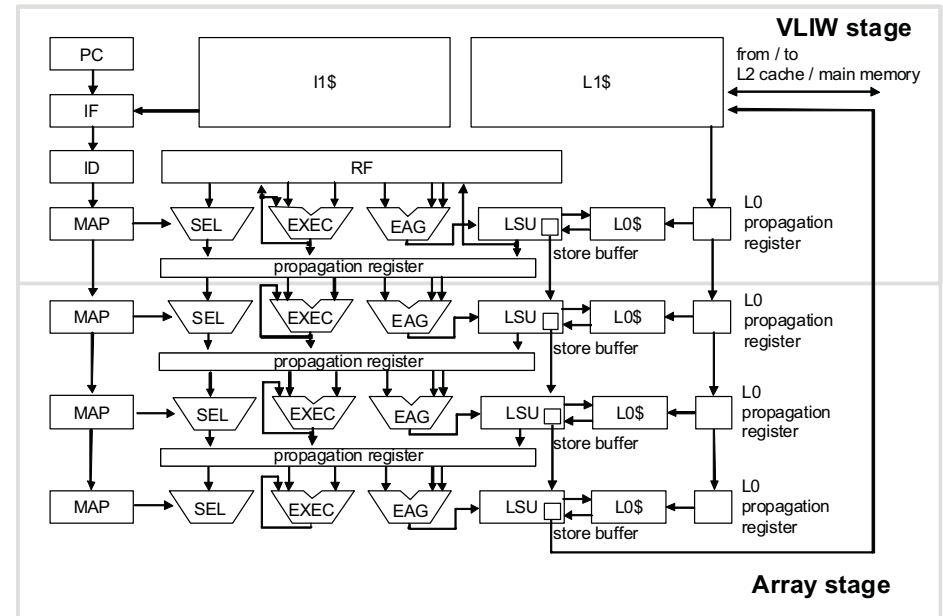 VLIW stage
from / to
L2 cache / main memory
PC
I1$
L1$
IF
ID
RF
MAP
SEL
EXEC
EAG
LSU
L0$
L0
propagation
register
store buffer
propagation register
MAP
SEL
EXEC
EAG
LSU
L0$
L0
propagation
register
store buffer
propagation register
MAP
SEL
EXEC
EAG
LSU
L0$
L0
propagation
register
store buffer
propagation register
MAP
SEL
EXEC
EAG
LSU
L0$
L0
propagation
register
store buffer
Array stage